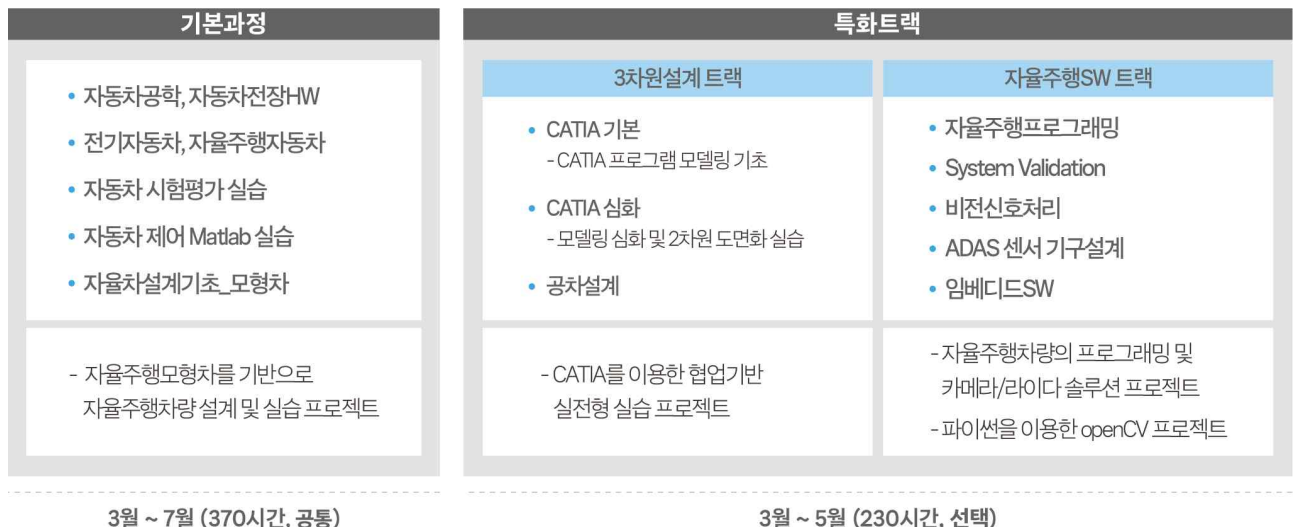 기본과정
• 자동차공학, 자동차전장HW
• 전기자동차, 자율주행자동차
• 자동차 시험평가 실습
• 자동차 제어 Matlab 실습
• 자율차설계기초_모형차
- 자율주행모형차를 기반으로
자율주행차량 설계 및 실습 프로젝트
3월 ~ 7월 (370시간, 공통)
특화트랙
3차원설계 트랙
• CATIA 기본
- CATIA 프로그램 모델링 기초
• CATIA 심화
- 모델링 심화 및 2차원 도면화 실습
• 공차설계
- CATIA를 이용한 협업기반
실전형 실습 프로젝트
자율주행SW 트랙
• 자율주행프로그래밍
• System Validation
• 비전신호처리
• ADAS 센서 기구설계
• 임베디드SW
- 자율주행차량의 프로그래밍 및
카메라/라이다 솔루션 프로젝트
- 파이썬을 이용한 openCV 프로젝트
3월 ~ 5월 (230시간, 선택)